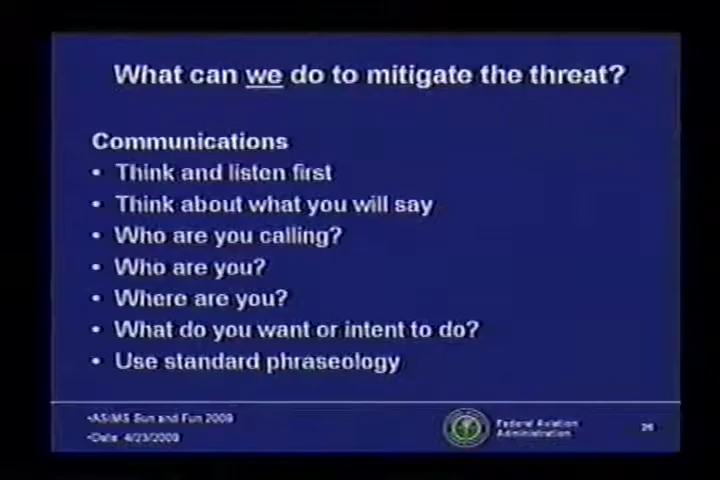 What can we do to mitigate the threat?
Communications
• Think and listen first
• Think about what you will say
• Who are you calling?
• Who are you?
• Where are you?
• What do you want or intent to do?
• Use standard phraseology
•ASIMS Sun and Fun 2009
•Date: 4/23/2009
Federal Aviation
Administration
26